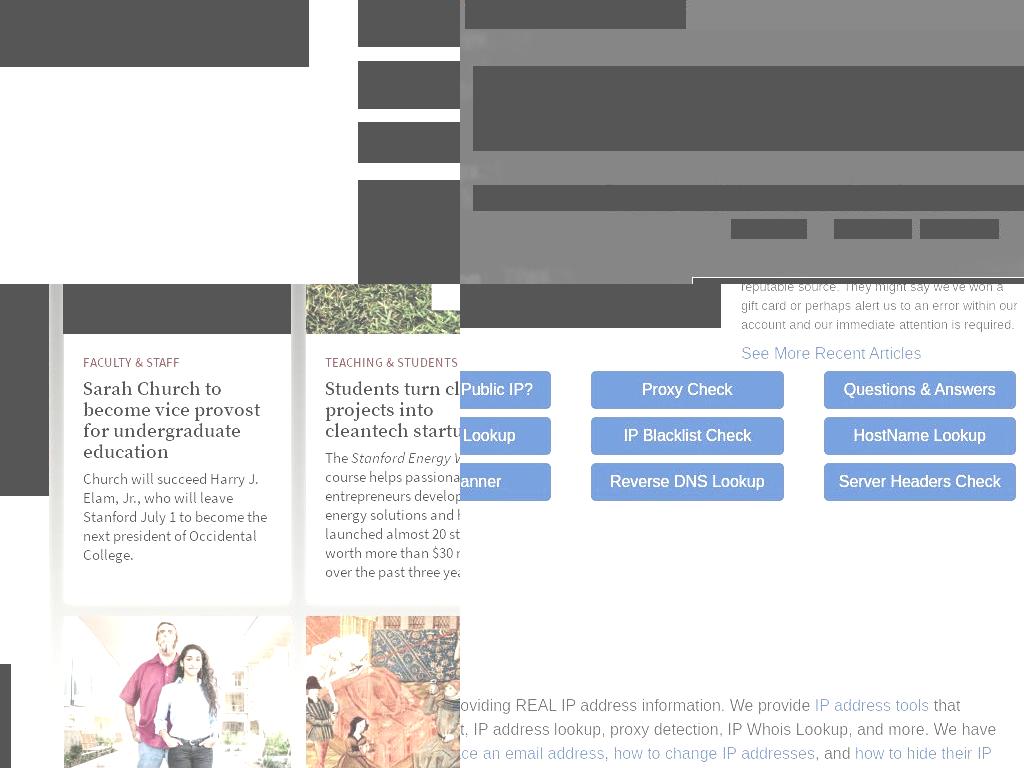 FACULTY & STAFF
Sarah Church to
become vice provost
for undergraduate
education
Church will succeed Harry J.
Elam, Jr., who will leave
Stanford July 1 to become the
next president of Occidental
College.
TEACHING & STUDENTS
Students turn
projects into
cleantech
The Stanford Energy
course helps
entrepreneurs
energy solutions and
launched almost 20
worth more than $30
over the past three
reputable source. They might say we've won a
gift card or perhaps alert us to an error within our
account and our immediate attention is required.
See More Recent Articles
Public IP?
Proxy Check
Questions & Answers
Lookup
IP Blacklist Check
HostName Lookup
anner
Reverse DNS Lookup
Server Headers Check
oviding REAL IP address information. We provide IP address tools that
t, IP address lookup, proxy detection, IP Whois Lookup, and more. We have
ce an email address, how to change IP addresses, and how to hide their IP